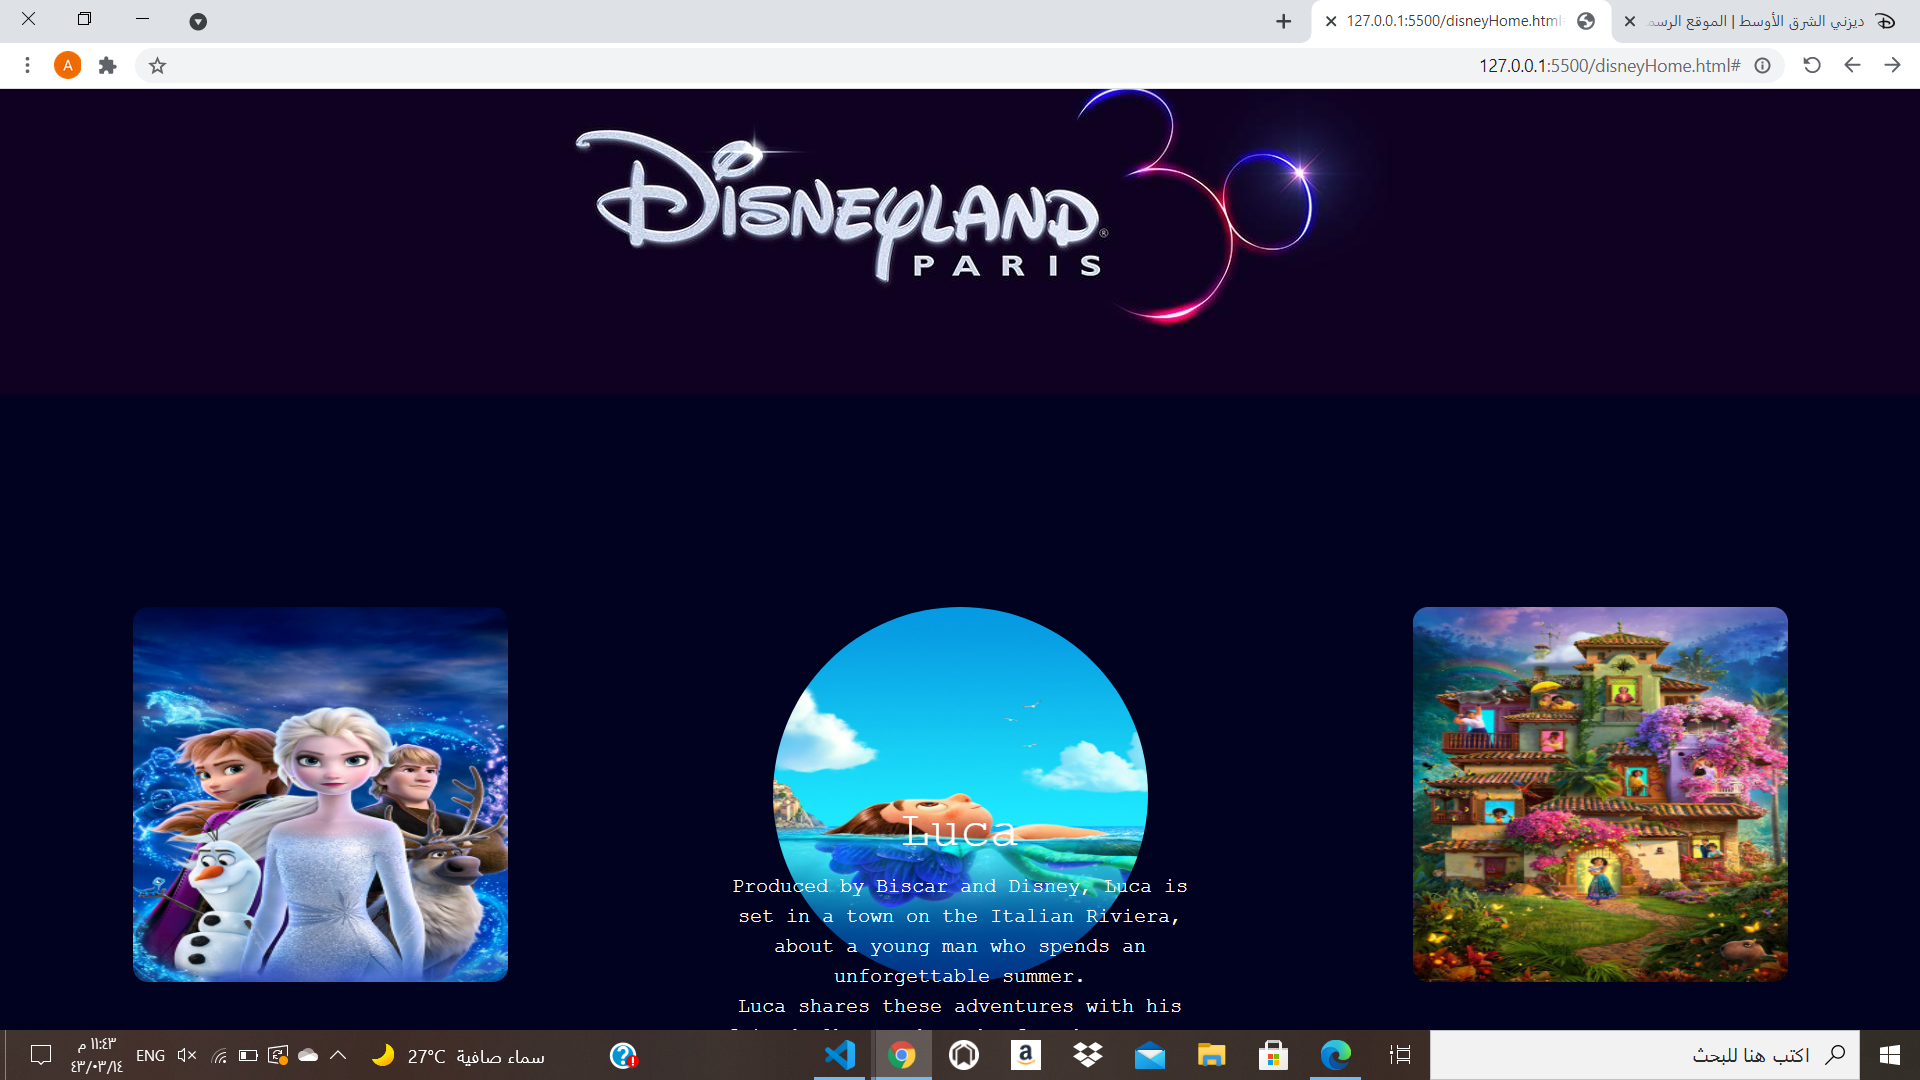 ديزني الشرق الأوسط | الموقع الرسم
127.0.0.1:5500/disneyHome.html
127.0.0.1:5500/disneyHome.html#
A
DISNEYLAND®
PARIS
30
Luca
Produced by Biscar and Disney, Luca is
set in a town on the Italian Riviera,
about a young man who spends an
unforgettable summer.
Luca shares these adventures with his
اكتب هنا للبحث
a
27°C سماء صافية
ENG
١١:٤٣ م
٤٣/٠٣/١٤